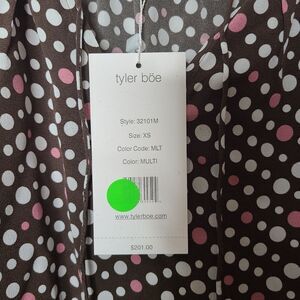 tyler böe
Style: 32101M
Size: XS
Color Code: MLT
Color: MULTI
www.tylerboe.com
$201.00